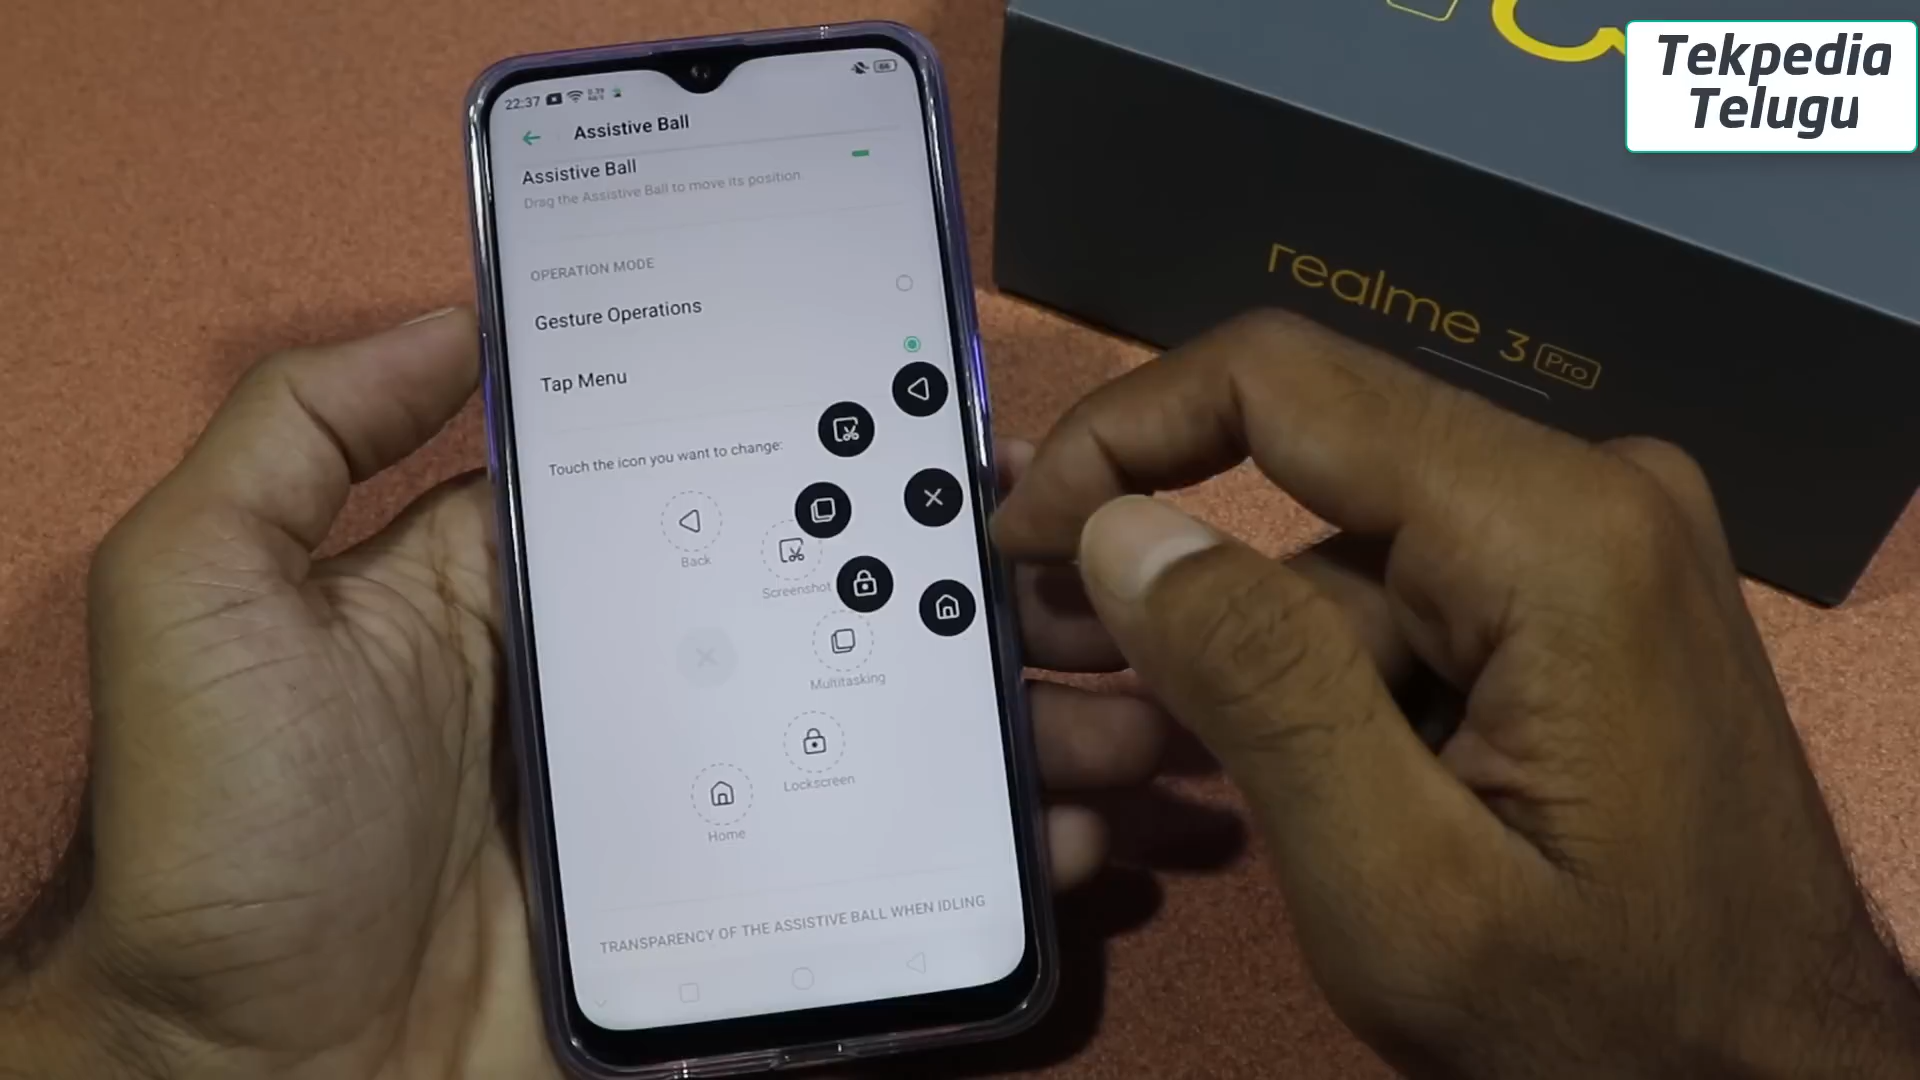 Tekpedia
Telugu
22:37
66
Assistive Ball
Assistive Ball
Drag the Assistive Ball to move its position.
OPERATION MODE
Gesture Operations
Tap Menu
Touch the icon you want to change:
Back
Screenshot
Multitasking
Lockscreen
Home
TRANSPARENCY OF THE ASSISTIVE BALL WHEN IDLING
realme 3 Pro